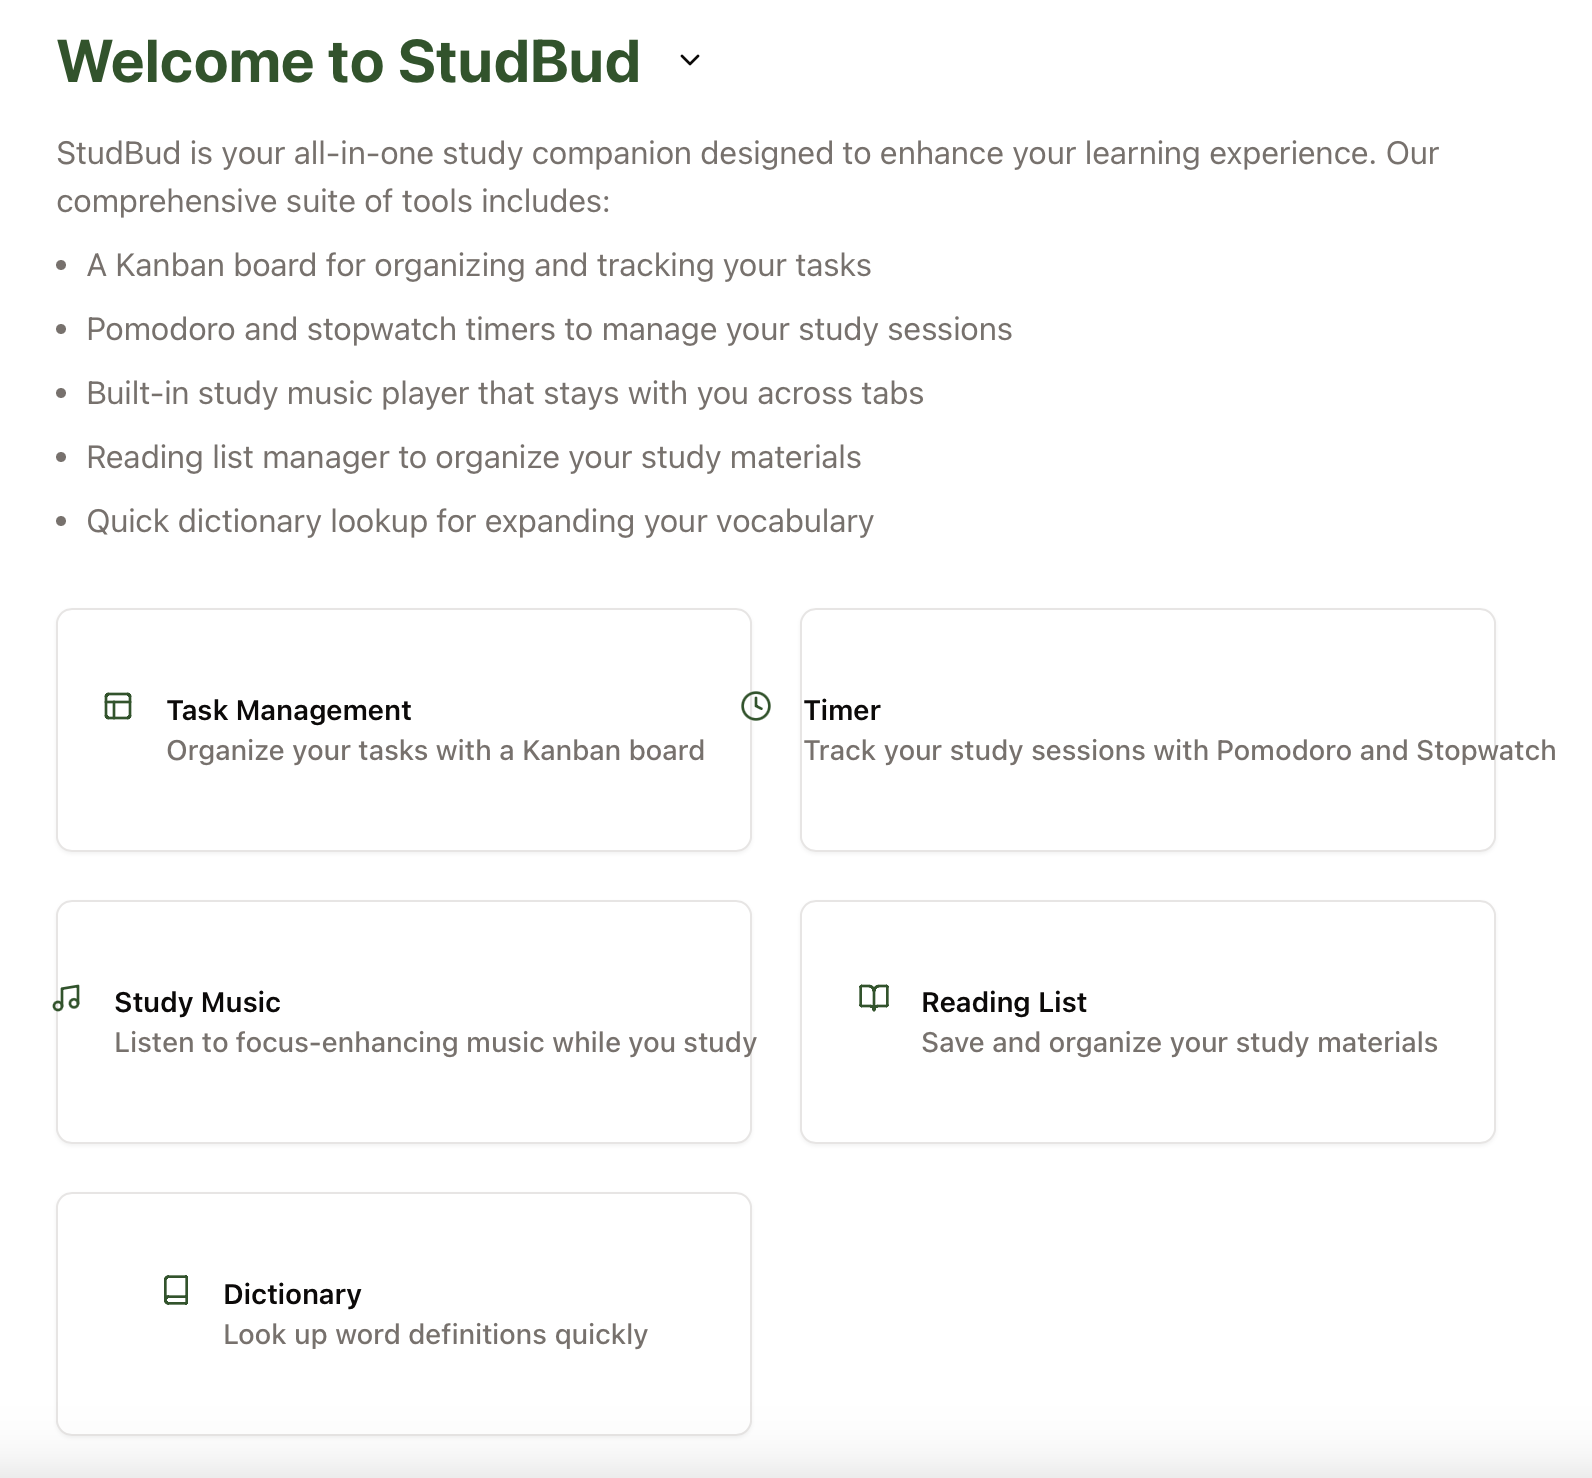 Welcome to StudBud
StudBud is your all-in-one study companion designed to enhance your learning experience. Our
comprehensive suite of tools includes:
• A Kanban board for organizing and tracking your tasks
• Pomodoro and stopwatch timers to manage your study sessions
• Built-in study music player that stays with you across tabs
• Reading list manager to organize your study materials
• Quick dictionary lookup for expanding your vocabulary
Task Management
Organize your tasks with a Kanban board
Timer
Track your study sessions with Pomodoro and Stopwatch
Study Music
Listen to focus-enhancing music while you study
Reading List
Save and organize your study materials
Dictionary
Look up word definitions quickly